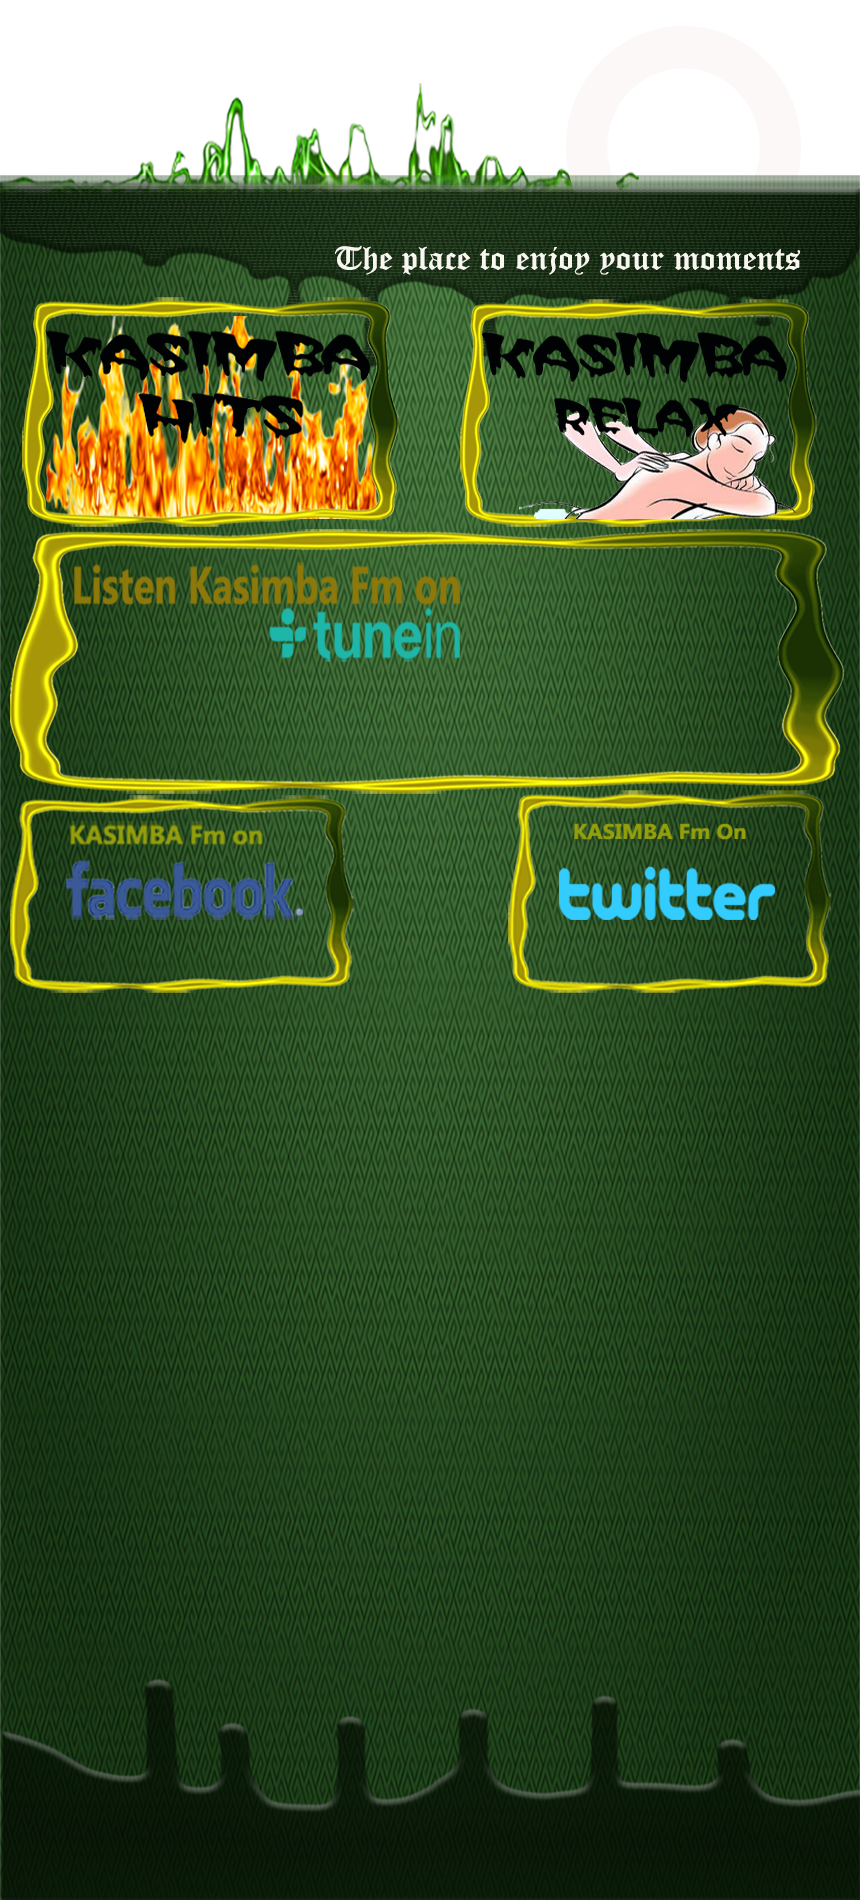 The place to enjoy your moments
KASIMBA
HITS
KASIMBA
RELAX
Listen Kasimba Fm on
tunein
KASIMBA Fm on
facebook.
KASIMBA Fm On
twitter